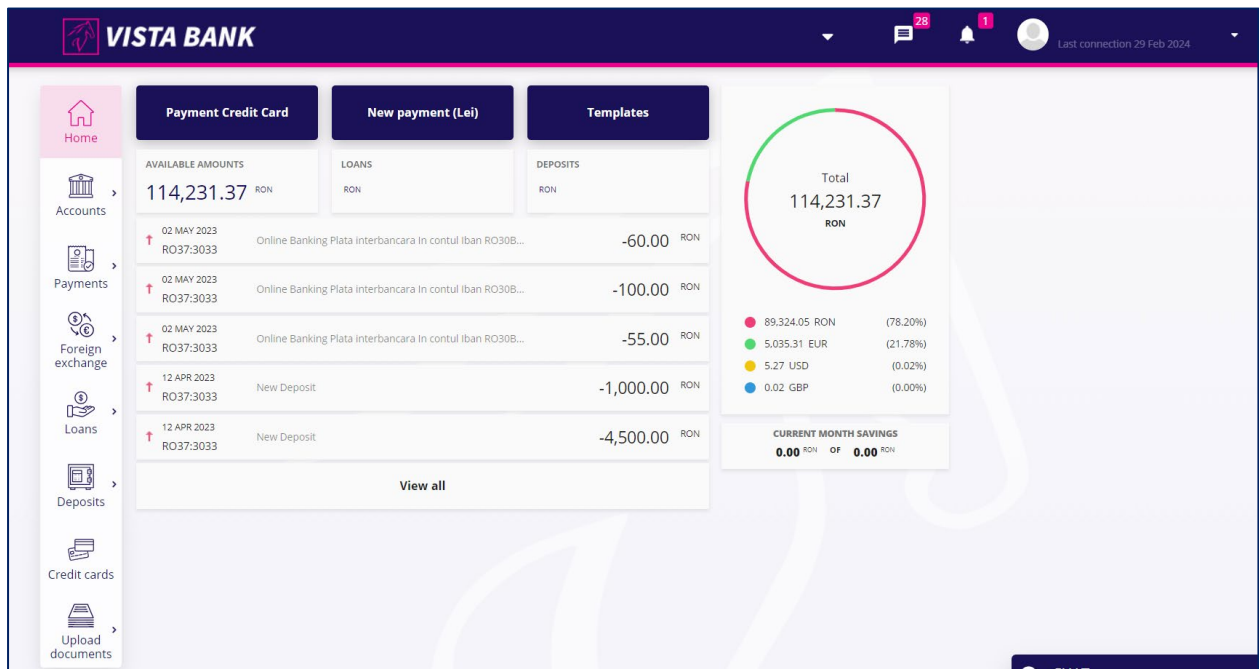 VISTA BANK
28
1
Last connection 29 Feb 2024
Home
Accounts
Payments
Foreign
exchange
Loans
Deposits
Credit cards
Upload
documents
Payment Credit Card
New payment (Lei)
Templates
AVAILABLE AMOUNTS
114,231.37 RON
LOANS
RON
DEPOSITS
RON
02 MAY 2023
RO37:3033
Online Banking Plata interbancara In contul Iban RO30B...
-60.00 RON
02 MAY 2023
RO37:3033
Online Banking Plata interbancara In contul Iban RO30B...
-100.00 RON
02 MAY 2023
RO37:3033
Online Banking Plata interbancara In contul Iban RO30B...
-55.00 RON
12 APR 2023
RO37:3033
New Deposit
-1,000.00 RON
12 APR 2023
RO37:3033
New Deposit
-4,500.00 RON
View all
Total
114,231.37
RON
89,324.05 RON (78.20%)
5,035.31 EUR (21.78%)
5.27 USD (0.02%)
0.02 GBP (0.00%)
CURRENT MONTH SAVINGS
0.00 RON OF 0.00 RON